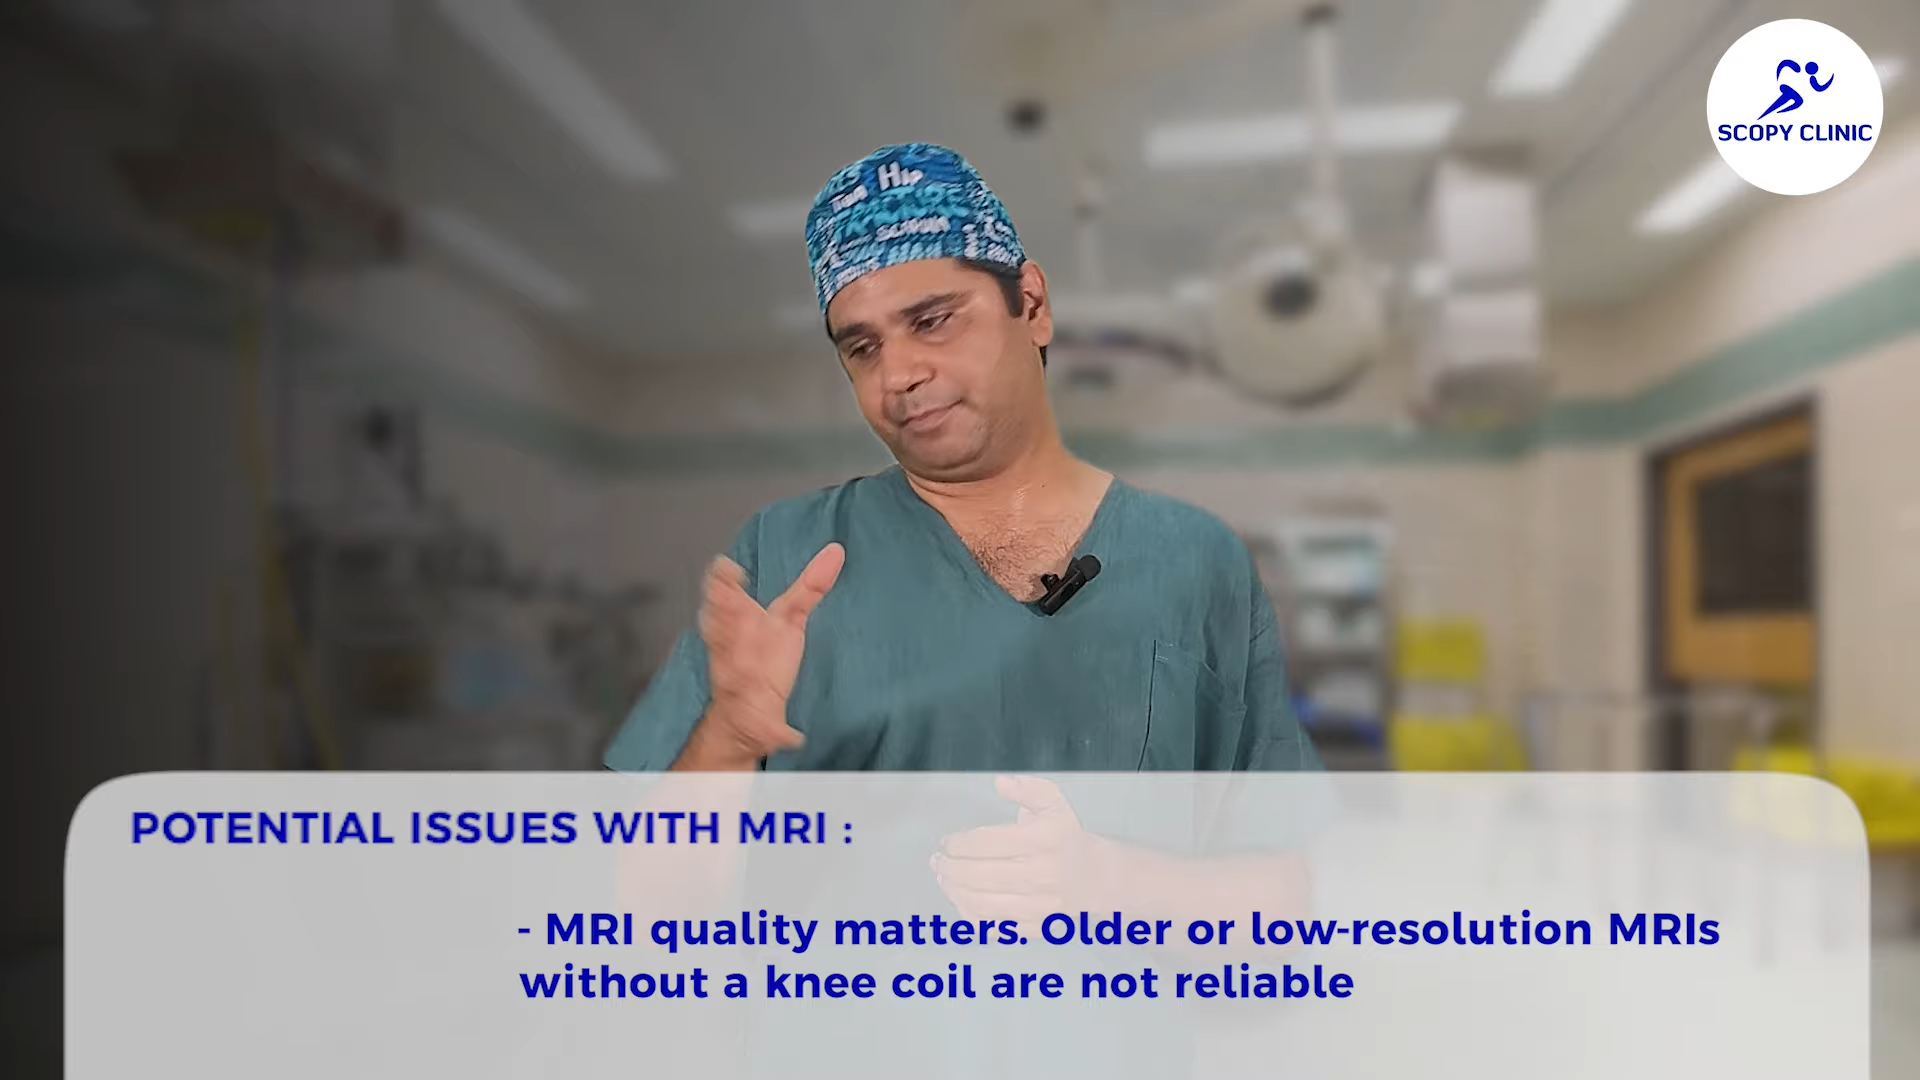 SCOPY CLINIC
Hip
POTENTIAL ISSUES WITH MRI :
- MRI quality matters. Older or low-resolution MRIs
without a knee coil are not reliable